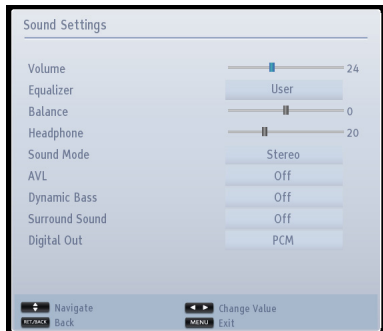 Sound Settings
Volume 24
Equalizer User
Balance 0
Headphone 20
Sound Mode Stereo
AVL Off
Dynamic Bass Off
Surround Sound Off
Digital Out PCM
Navigate Change Value
RET./BACK Back MENU Exit